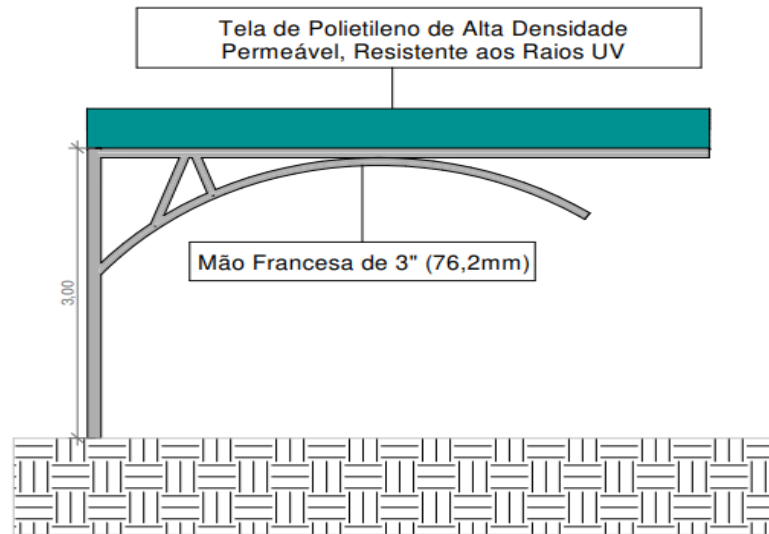 Tela de Polietileno de Alta Densidade
Permeável, Resistente aos Raios UV
Mão Francesa de 3" (76,2mm)
3,00